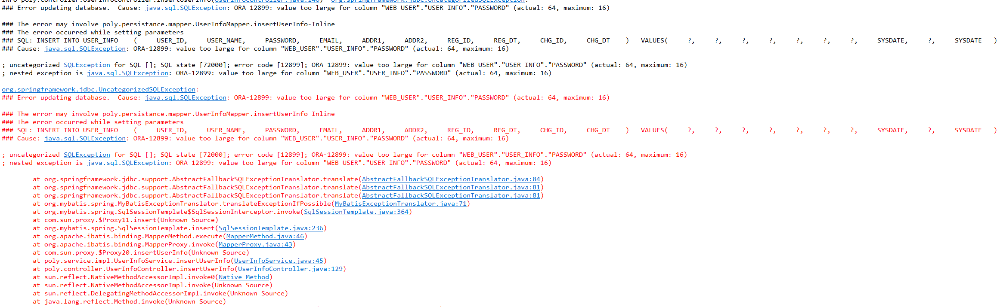 INFO poly.controller.UserInfoController.insertUserInfo(UserInfoController.java:146) org.springframework.jdbc.UncategorizedSQLException:
### Error updating database.  Cause: java.sql.SQLException: ORA-12899: value too large for column "WEB_USER"."USER_INFO"."PASSWORD" (actual: 64, maximum: 16)
### The error may involve poly.persistance.mapper.UserInfoMapper.insertUserInfo-Inline
### The error occurred while setting parameters
### SQL: INSERT INTO USER_INFO    (     USER_ID,     USER_NAME,     PASSWORD,     EMAIL,     ADDR1,     ADDR2,     REG_ID,     REG_DT,     CHG_ID,     CHG_DT    )   VALUES(     ?,     ?,     ?,     ?,     ?,     ?,     ?,     SYSDATE,     ?,     SYSDATE   )
### Cause: java.sql.SQLException: ORA-12899: value too large for column "WEB_USER"."USER_INFO"."PASSWORD" (actual: 64, maximum: 16)
; uncategorized SQLException for SQL []; SQL state [72000]; error code [12899]; ORA-12899: value too large for column "WEB_USER"."USER_INFO"."PASSWORD" (actual: 64, maximum: 16)
; nested exception is java.sql.SQLException: ORA-12899: value too large for column "WEB_USER"."USER_INFO"."PASSWORD" (actual: 64, maximum: 16)
org.springframework.jdbc.UncategorizedSQLException:
### Error updating database.  Cause: java.sql.SQLException: ORA-12899: value too large for column "WEB_USER"."USER_INFO"."PASSWORD" (actual: 64, maximum: 16)
### The error may involve poly.persistance.mapper.UserInfoMapper.insertUserInfo-Inline
### The error occurred while setting parameters
### SQL: INSERT INTO USER_INFO    (     USER_ID,     USER_NAME,     PASSWORD,     EMAIL,     ADDR1,     ADDR2,     REG_ID,     REG_DT,     CHG_ID,     CHG_DT    )   VALUES(     ?,     ?,     ?,     ?,     ?,     ?,     ?,     SYSDATE,     ?,     SYSDATE   )
### Cause: java.sql.SQLException: ORA-12899: value too large for column "WEB_USER"."USER_INFO"."PASSWORD" (actual: 64, maximum: 16)
; uncategorized SQLException for SQL []; SQL state [72000]; error code [12899]; ORA-12899: value too large for column "WEB_USER"."USER_INFO"."PASSWORD" (actual: 64, maximum: 16)
; nested exception is java.sql.SQLException: ORA-12899: value too large for column "WEB_USER"."USER_INFO"."PASSWORD" (actual: 64, maximum: 16)
at org.springframework.jdbc.support.AbstractFallbackSQLExceptionTranslator.translate(AbstractFallbackSQLExceptionTranslator.java:84)
at org.springframework.jdbc.support.AbstractFallbackSQLExceptionTranslator.translate(AbstractFallbackSQLExceptionTranslator.java:81)
at org.springframework.jdbc.support.AbstractFallbackSQLExceptionTranslator.translate(AbstractFallbackSQLExceptionTranslator.java:81)
at org.mybatis.spring.MyBatisExceptionTranslator.translateExceptionIfPossible(MyBatisExceptionTranslator.java:71)
at org.mybatis.spring.SqlSessionTemplate$SqlSessionInterceptor.invoke(SqlSessionTemplate.java:364)
at com.sun.proxy.$Proxy11.insert(Unknown Source)
at org.mybatis.spring.SqlSessionTemplate.insert(SqlSessionTemplate.java:236)
at org.apache.ibatis.binding.MapperMethod.execute(MapperMethod.java:46)
at org.apache.ibatis.binding.MapperProxy.invoke(MapperProxy.java:43)
at com.sun.proxy.$Proxy20.insertUserInfo(Unknown Source)
at poly.service.impl.UserInfoService.insertUserInfo(UserInfoService.java:45)
at poly.controller.UserInfoController.insertUserInfo(UserInfoController.java:129)
at sun.reflect.NativeMethodAccessorImpl.invoke0(Native Method)
at sun.reflect.NativeMethodAccessorImpl.invoke(Unknown Source)
at sun.reflect.DelegatingMethodAccessorImpl.invoke(Unknown Source)
at java.lang.reflect.Method.invoke(Unknown Source)